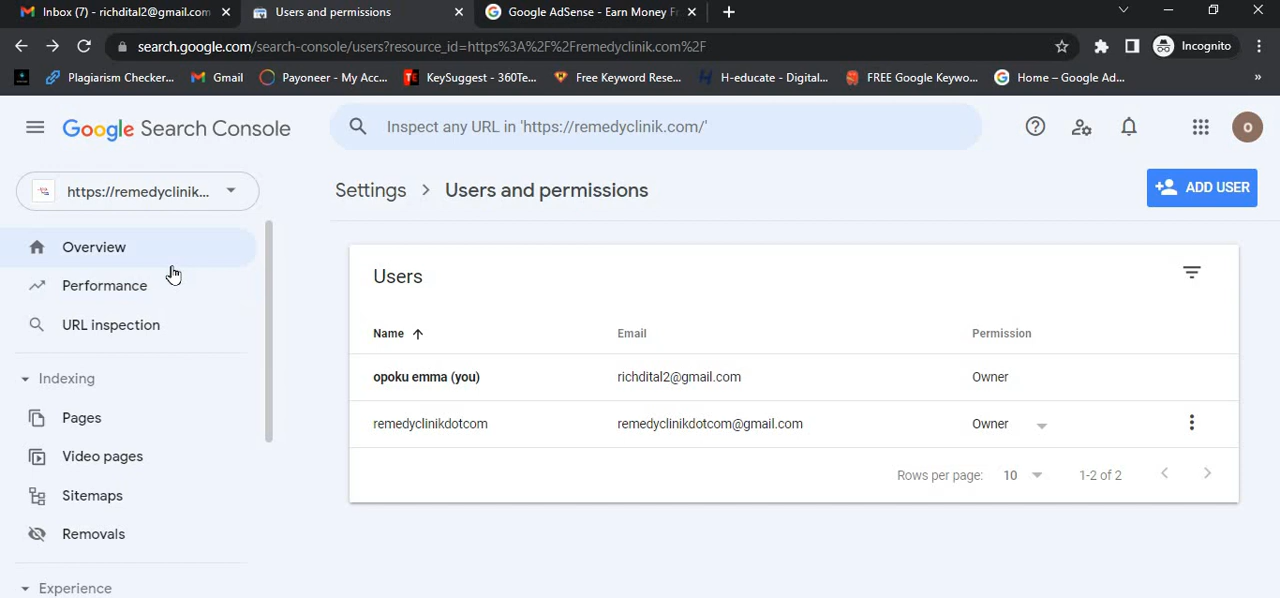 Inbox (7) - richdital2@gmail.com
Users and permissions
Google AdSense - Earn Money Fr
search.google.com/search-console/users?resource_id=https%3A%2F%2Fremedyclinik.com%2F
Incognito
Plagiarism Checker...
Gmail
Payoneer - My Acc...
KeySuggest - 360Te...
Free Keyword Rese...
H-educate - Digital...
FREE Google Keywo...
Home – Google Ad...
»
Google Search Console
Inspect any URL in 'https://remedyclinik.com/'
o
https://remedyclinik...
Settings > Users and permissions
ADD USER
Overview
Performance
URL inspection
Indexing
Pages
Video pages
Sitemaps
Removals
Experience
Users
Name Email Permission
opoku emma (you) richdital2@gmail.com Owner
remedyclinikdotcom remedyclinikdotcom@gmail.com Owner
Rows per page: 10 1-2 of 2